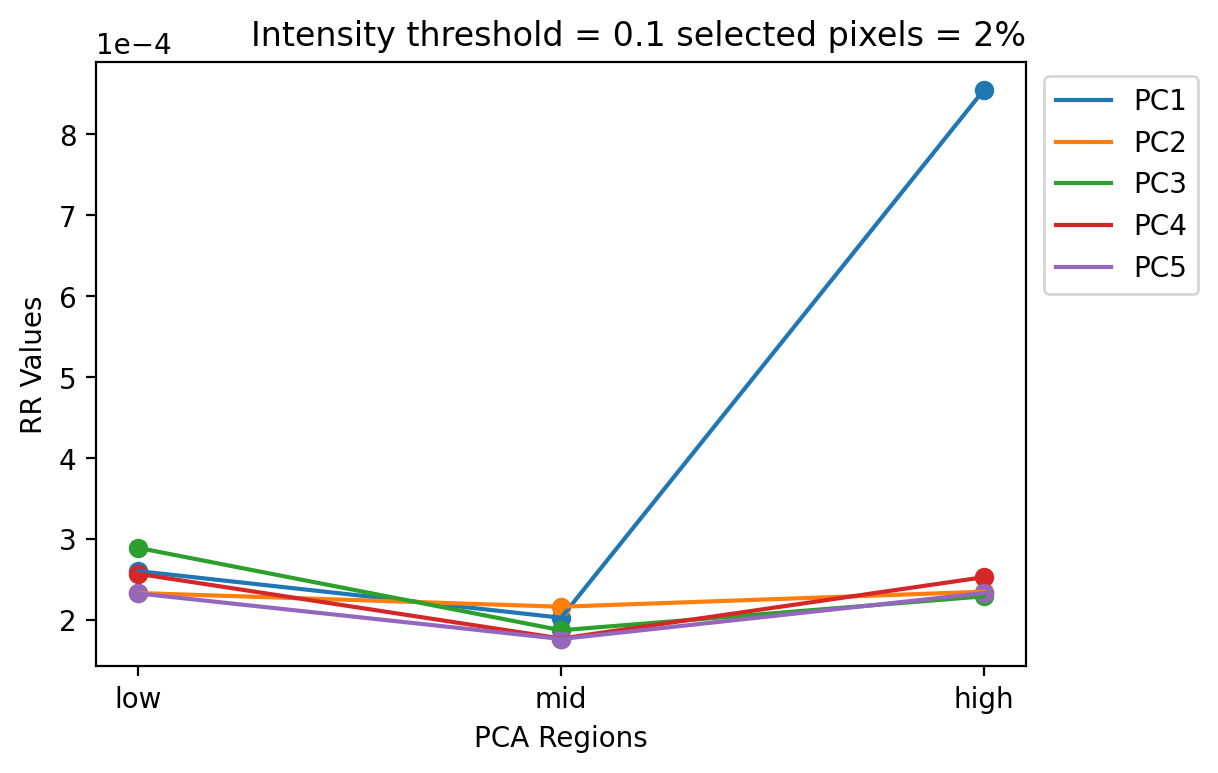 Intensity threshold = 0.1 selected pixels = 2%
1e−4
8
7
6
5
4
3
2
RR Values
low mid high
PCA Regions
PC1
PC2
PC3
PC4
PC5